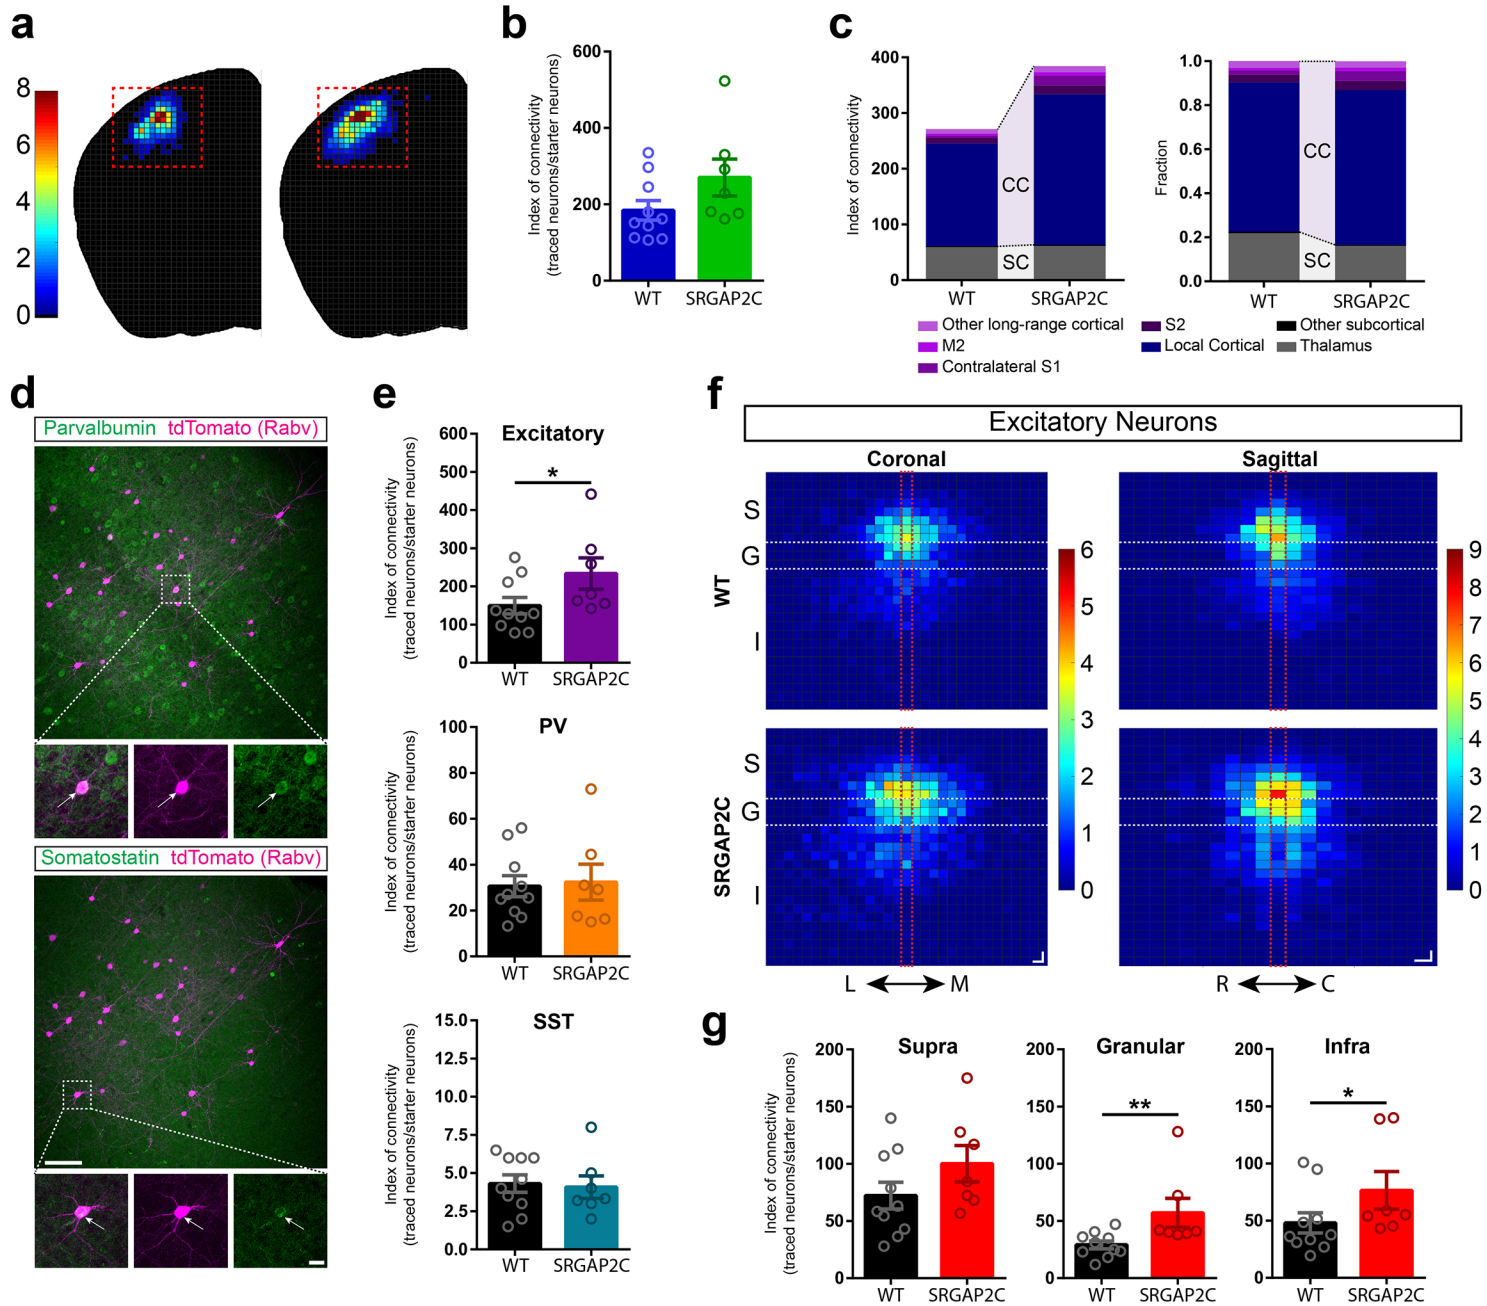 a
8
6
4
2
0
b
600
400
200
0
Index of connectivity
(traced neurons/starter neurons)
WT
SRGAP2C
c
400
300
200
100
0
Index of connectivity
CC
SC
WT
SRGAP2C
1.0
0.8
0.6
0.4
0.2
0.0
Fraction
CC
SC
WT
SRGAP2C
Other long-range cortical
M2
Contralateral S1
S2
Local Cortical
Other subcortical
Thalamus
d
Parvalbumin tdTomato (Rabv)
Somatostatin tdTomato (Rabv)
e
Excitatory
600
500
400
300
200
100
0
Index of connectivity
(traced neurons/starter neurons)
*
WT
SRGAP2C
PV
100
80
60
40
20
0
Index of connectivity
(traced neurons/starter neurons)
WT
SRGAP2C
SST
15.0
12.5
10.0
7.5
5.0
2.5
0.0
Index of connectivity
(traced neurons/starter neurons)
WT
SRGAP2C
f
Excitatory Neurons
Coronal
Sagittal
WT
S
G
I
SRGAP2C
S
G
I
6
5
4
3
2
1
0
9
8
7
6
5
4
3
2
1
0
L
M
R
C
g
Supra
200
150
100
50
0
Index of connectivity
(traced neurons/starter neurons)
WT
SRGAP2C
Granular
200
150
100
50
0
**
WT
SRGAP2C
Infra
200
150
100
50
0
*
WT
SRGAP2C